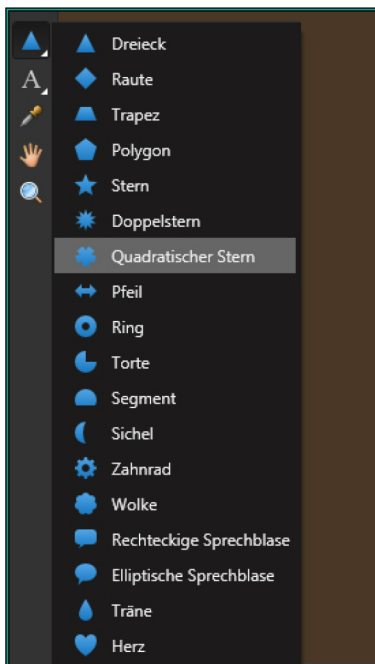 Dreieck
A
Raute
Trapez
Polygon
Stern
Doppelstern
Quadratischer Stern
Pfeil
Ring
Torte
Segment
Sichel
Zahnrad
Wolke
Rechteckige Sprechblase
Elliptische Sprechblase
Träne
Herz